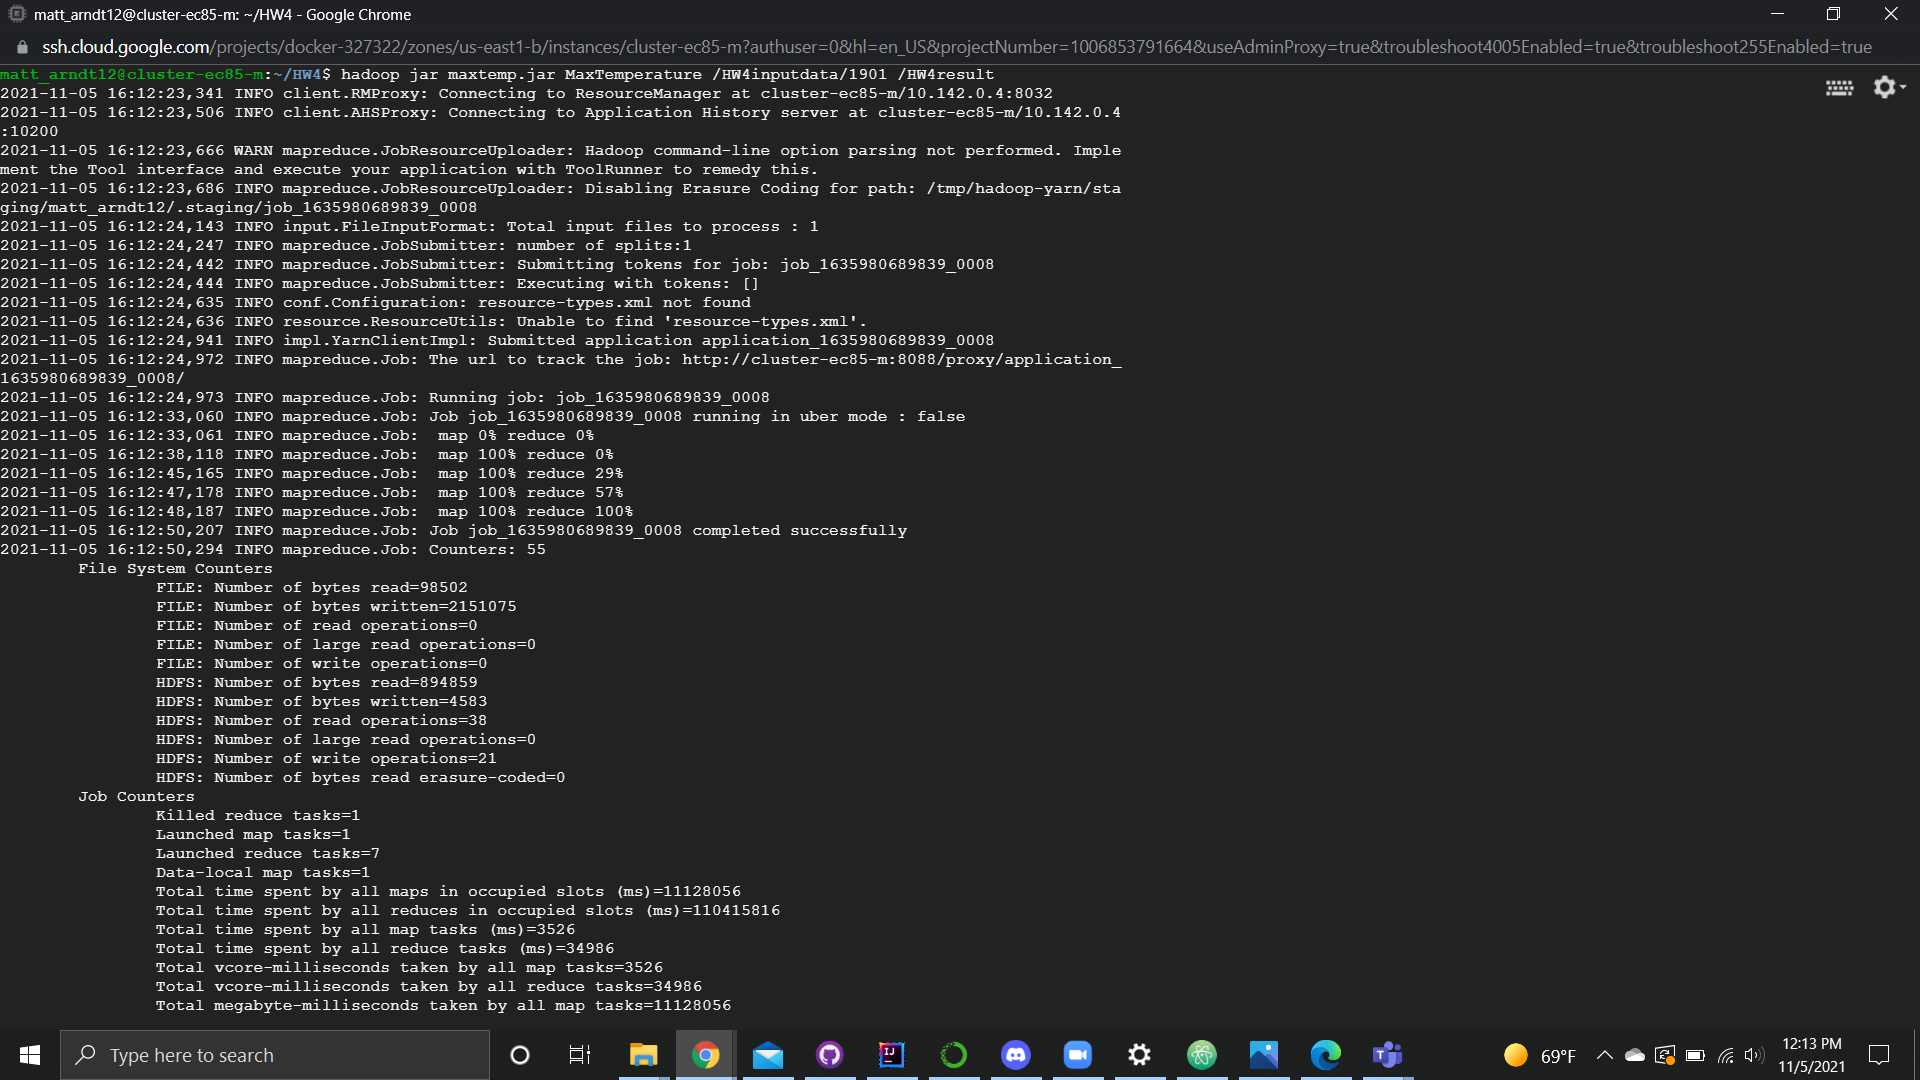 matt_arndt12@cluster-ec85-m: ~/HW4 - Google Chrome
ssh.cloud.google.com/projects/docker-327322/zones/us-east1-b/instances/cluster-ec85-m?authuser=0&hl=en_US&projectNumber=1006853791664&useAdminProxy=true&troubleshoot4005Enabled=true&troubleshoot255Enabled=true
matt_arndt12@cluster-ec85-m:~/HW4$ hadoop jar maxtemp.jar MaxTemperature /HW4inputdata/1901 /HW4result
2021-11-05 16:12:23,341 INFO client.RMProxy: Connecting to ResourceManager at cluster-ec85-m/10.142.0.4:8032
2021-11-05 16:12:23,506 INFO client.AHSProxy: Connecting to Application History server at cluster-ec85-m/10.142.0.4
:10200
2021-11-05 16:12:23,666 WARN mapreduce.JobResourceUploader: Hadoop command-line option parsing not performed. Imple
ment the Tool interface and execute your application with ToolRunner to remedy this.
2021-11-05 16:12:23,686 INFO mapreduce.JobResourceUploader: Disabling Erasure Coding for path: /tmp/hadoop-yarn/sta
ging/matt_arndt12/.staging/job_1635980689839_0008
2021-11-05 16:12:24,143 INFO input.FileInputFormat: Total input files to process : 1
2021-11-05 16:12:24,247 INFO mapreduce.JobSubmitter: number of splits:1
2021-11-05 16:12:24,442 INFO mapreduce.JobSubmitter: Submitting tokens for job: job_1635980689839_0008
2021-11-05 16:12:24,444 INFO mapreduce.JobSubmitter: Executing with tokens: []
2021-11-05 16:12:24,635 INFO conf.Configuration: resource-types.xml not found
2021-11-05 16:12:24,636 INFO resource.ResourceUtils: Unable to find 'resource-types.xml'.
2021-11-05 16:12:24,941 INFO impl.YarnClientImpl: Submitted application application_1635980689839_0008
2021-11-05 16:12:24,972 INFO mapreduce.Job: The url to track the job: http://cluster-ec85-m:8088/proxy/application_
1635980689839_0008/
2021-11-05 16:12:24,973 INFO mapreduce.Job: Running job: job_1635980689839_0008
2021-11-05 16:12:33,060 INFO mapreduce.Job: Job job_1635980689839_0008 running in uber mode : false
2021-11-05 16:12:33,061 INFO mapreduce.Job:  map 0% reduce 0%
2021-11-05 16:12:38,118 INFO mapreduce.Job:  map 100% reduce 0%
2021-11-05 16:12:45,165 INFO mapreduce.Job:  map 100% reduce 29%
2021-11-05 16:12:47,178 INFO mapreduce.Job:  map 100% reduce 57%
2021-11-05 16:12:48,187 INFO mapreduce.Job:  map 100% reduce 100%
2021-11-05 16:12:50,207 INFO mapreduce.Job: Job job_1635980689839_0008 completed successfully
2021-11-05 16:12:50,294 INFO mapreduce.Job: Counters: 55
File System Counters
FILE: Number of bytes read=98502
FILE: Number of bytes written=2151075
FILE: Number of read operations=0
FILE: Number of large read operations=0
FILE: Number of write operations=0
HDFS: Number of bytes read=894859
HDFS: Number of bytes written=4583
HDFS: Number of read operations=38
HDFS: Number of large read operations=0
HDFS: Number of write operations=21
HDFS: Number of bytes read erasure-coded=0
Job Counters
Killed reduce tasks=1
Launched map tasks=1
Launched reduce tasks=7
Data-local map tasks=1
Total time spent by all maps in occupied slots (ms)=11128056
Total time spent by all reduces in occupied slots (ms)=110415816
Total time spent by all map tasks (ms)=3526
Total time spent by all reduce tasks (ms)=34986
Total vcore-milliseconds taken by all map tasks=3526
Total vcore-milliseconds taken by all reduce tasks=34986
Total megabyte-milliseconds taken by all map tasks=11128056
Type here to search
69°F
12:13 PM
11/5/2021